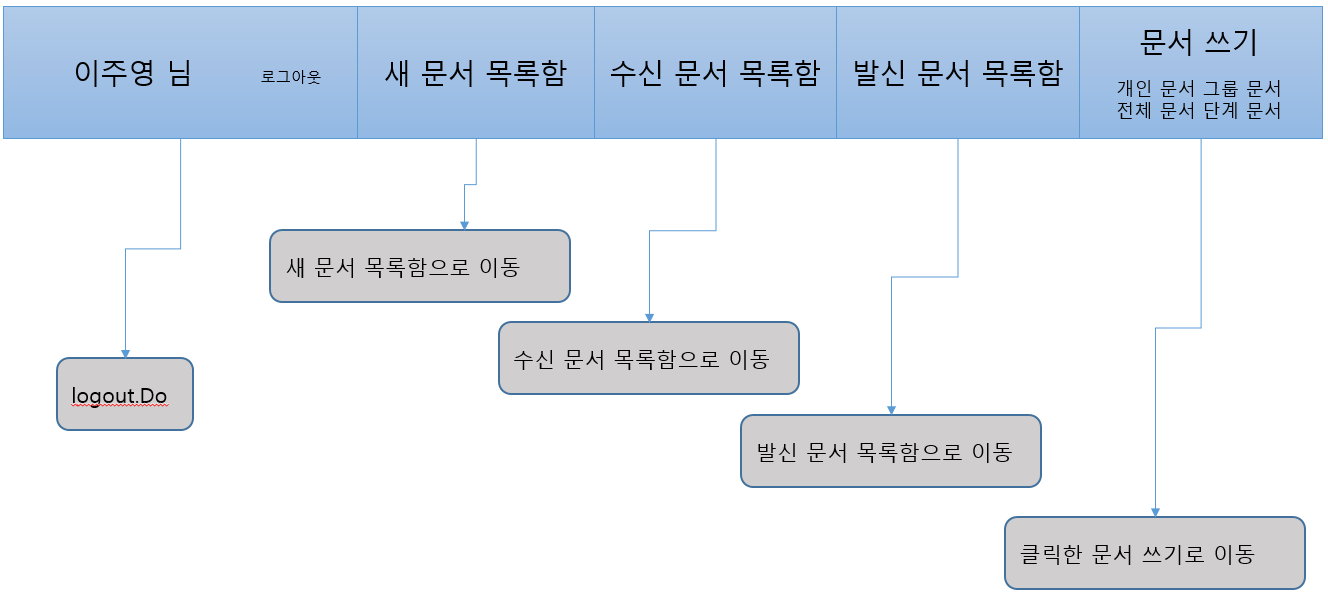 이주영 님
로그아웃
새 문서 목록함
수신 문서 목록함
발신 문서 목록함
문서 쓰기
개인 문서 그룹 문서
전체 문서 단계 문서
새 문서 목록함으로 이동
수신 문서 목록함으로 이동
logout.Do
발신 문서 목록함으로 이동
클릭한 문서 쓰기로 이동